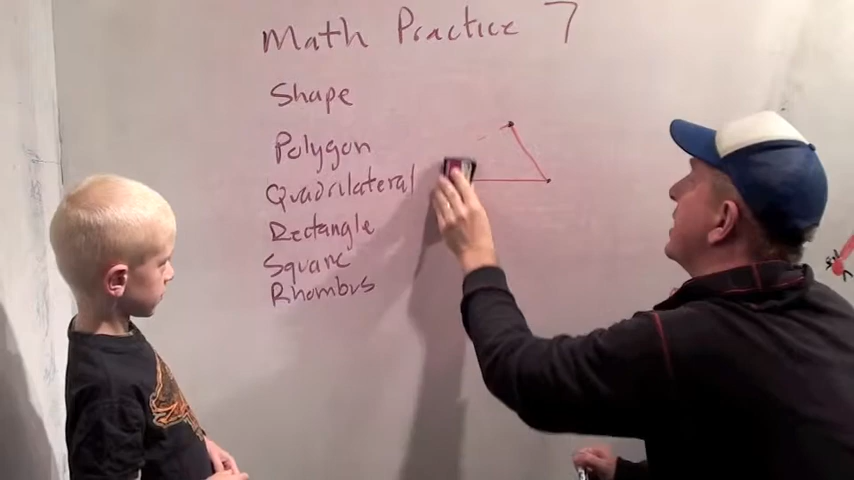 Math Practice 7
Shape
Polygon
Quadrilateral
Rectangle
Square
Rhombus